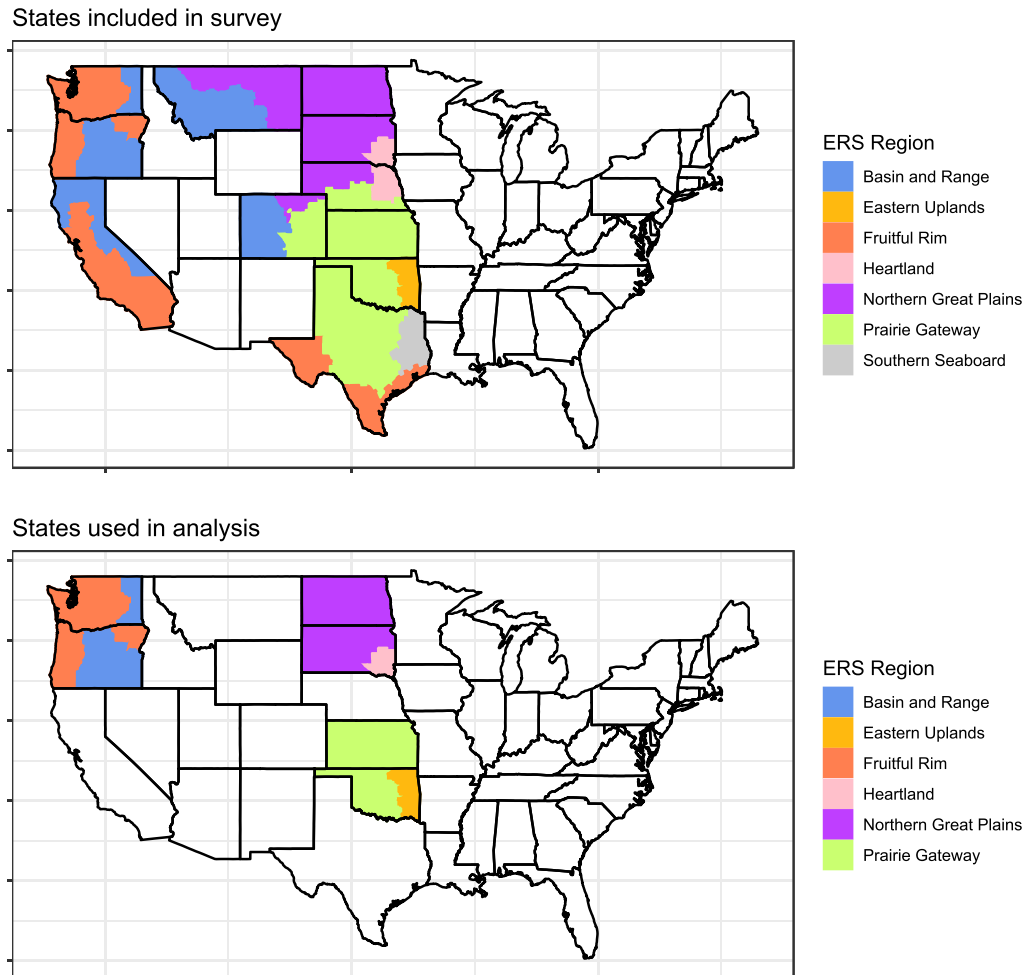 States included in survey
ERS Region
Basin and Range
Eastern Uplands
Fruitful Rim
Heartland
Northern Great Plains
Prairie Gateway
Southern Seaboard
States used in analysis
ERS Region
Basin and Range
Eastern Uplands
Fruitful Rim
Heartland
Northern Great Plains
Prairie Gateway